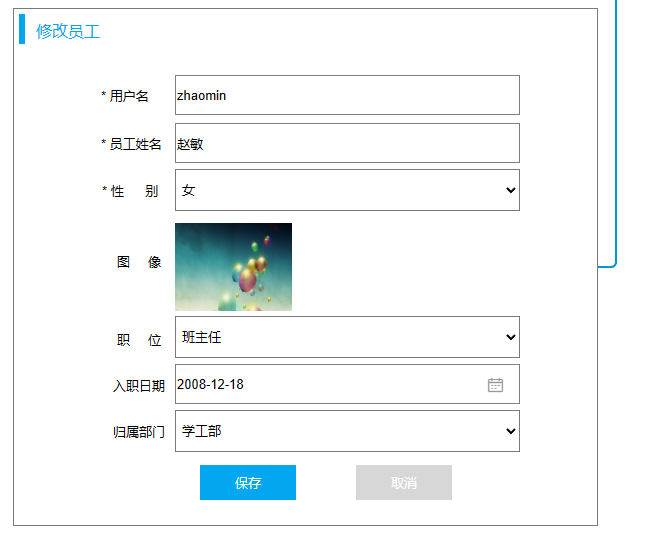 修改员工
* 用户名 zhaomin
* 员工姓名 赵敏
* 性 别 女
图 像
职 位 班主任
入职日期 2008-12-18
归属部门 学工部
保存 取消